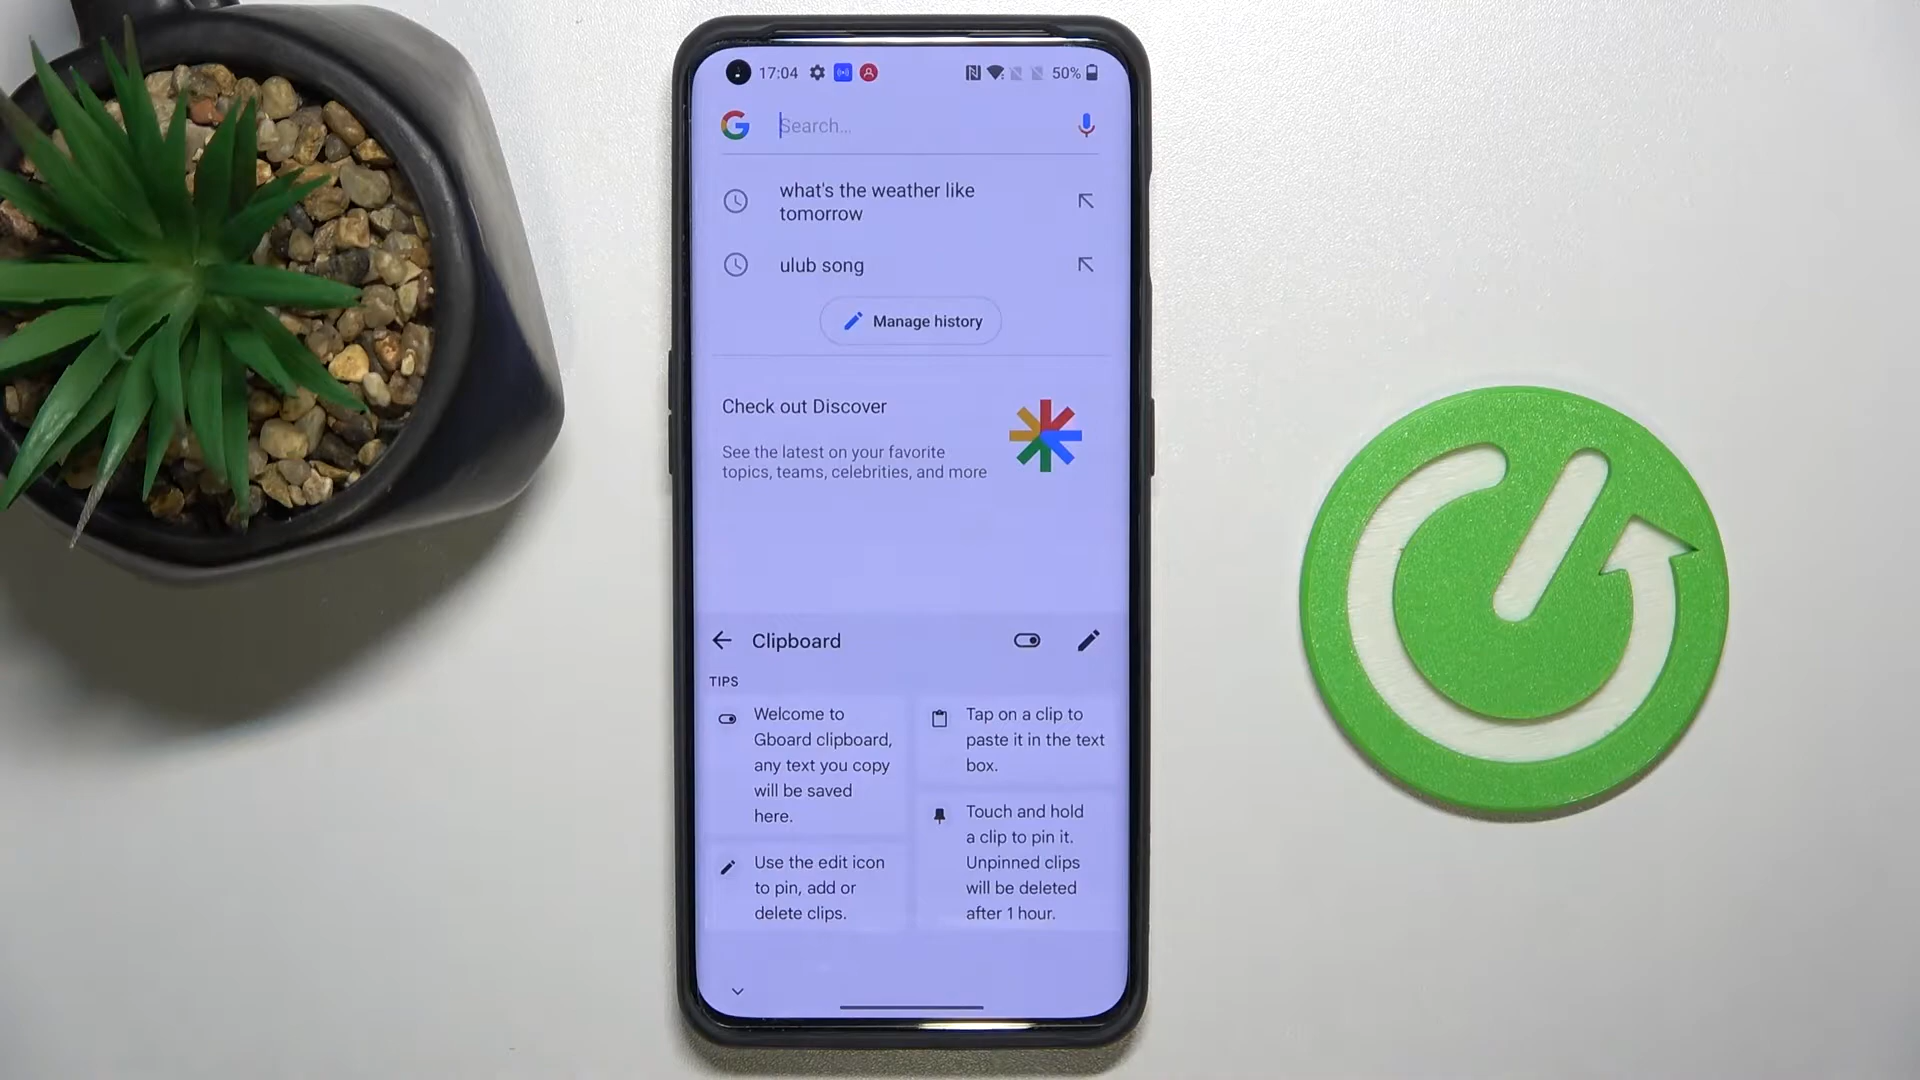 17:04
50%
Search...
what's the weather like
tomorrow
ulub song
Manage history
Check out Discover
See the latest on your favorite
topics, teams, celebrities, and more
Clipboard
TIPS
Welcome to
Gboard clipboard,
any text you copy
will be saved
here.
Use the edit icon
to pin, add or
delete clips.
Tap on a clip to
paste it in the text
box.
Touch and hold
a clip to pin it.
Unpinned clips
will be deleted
after 1 hour.